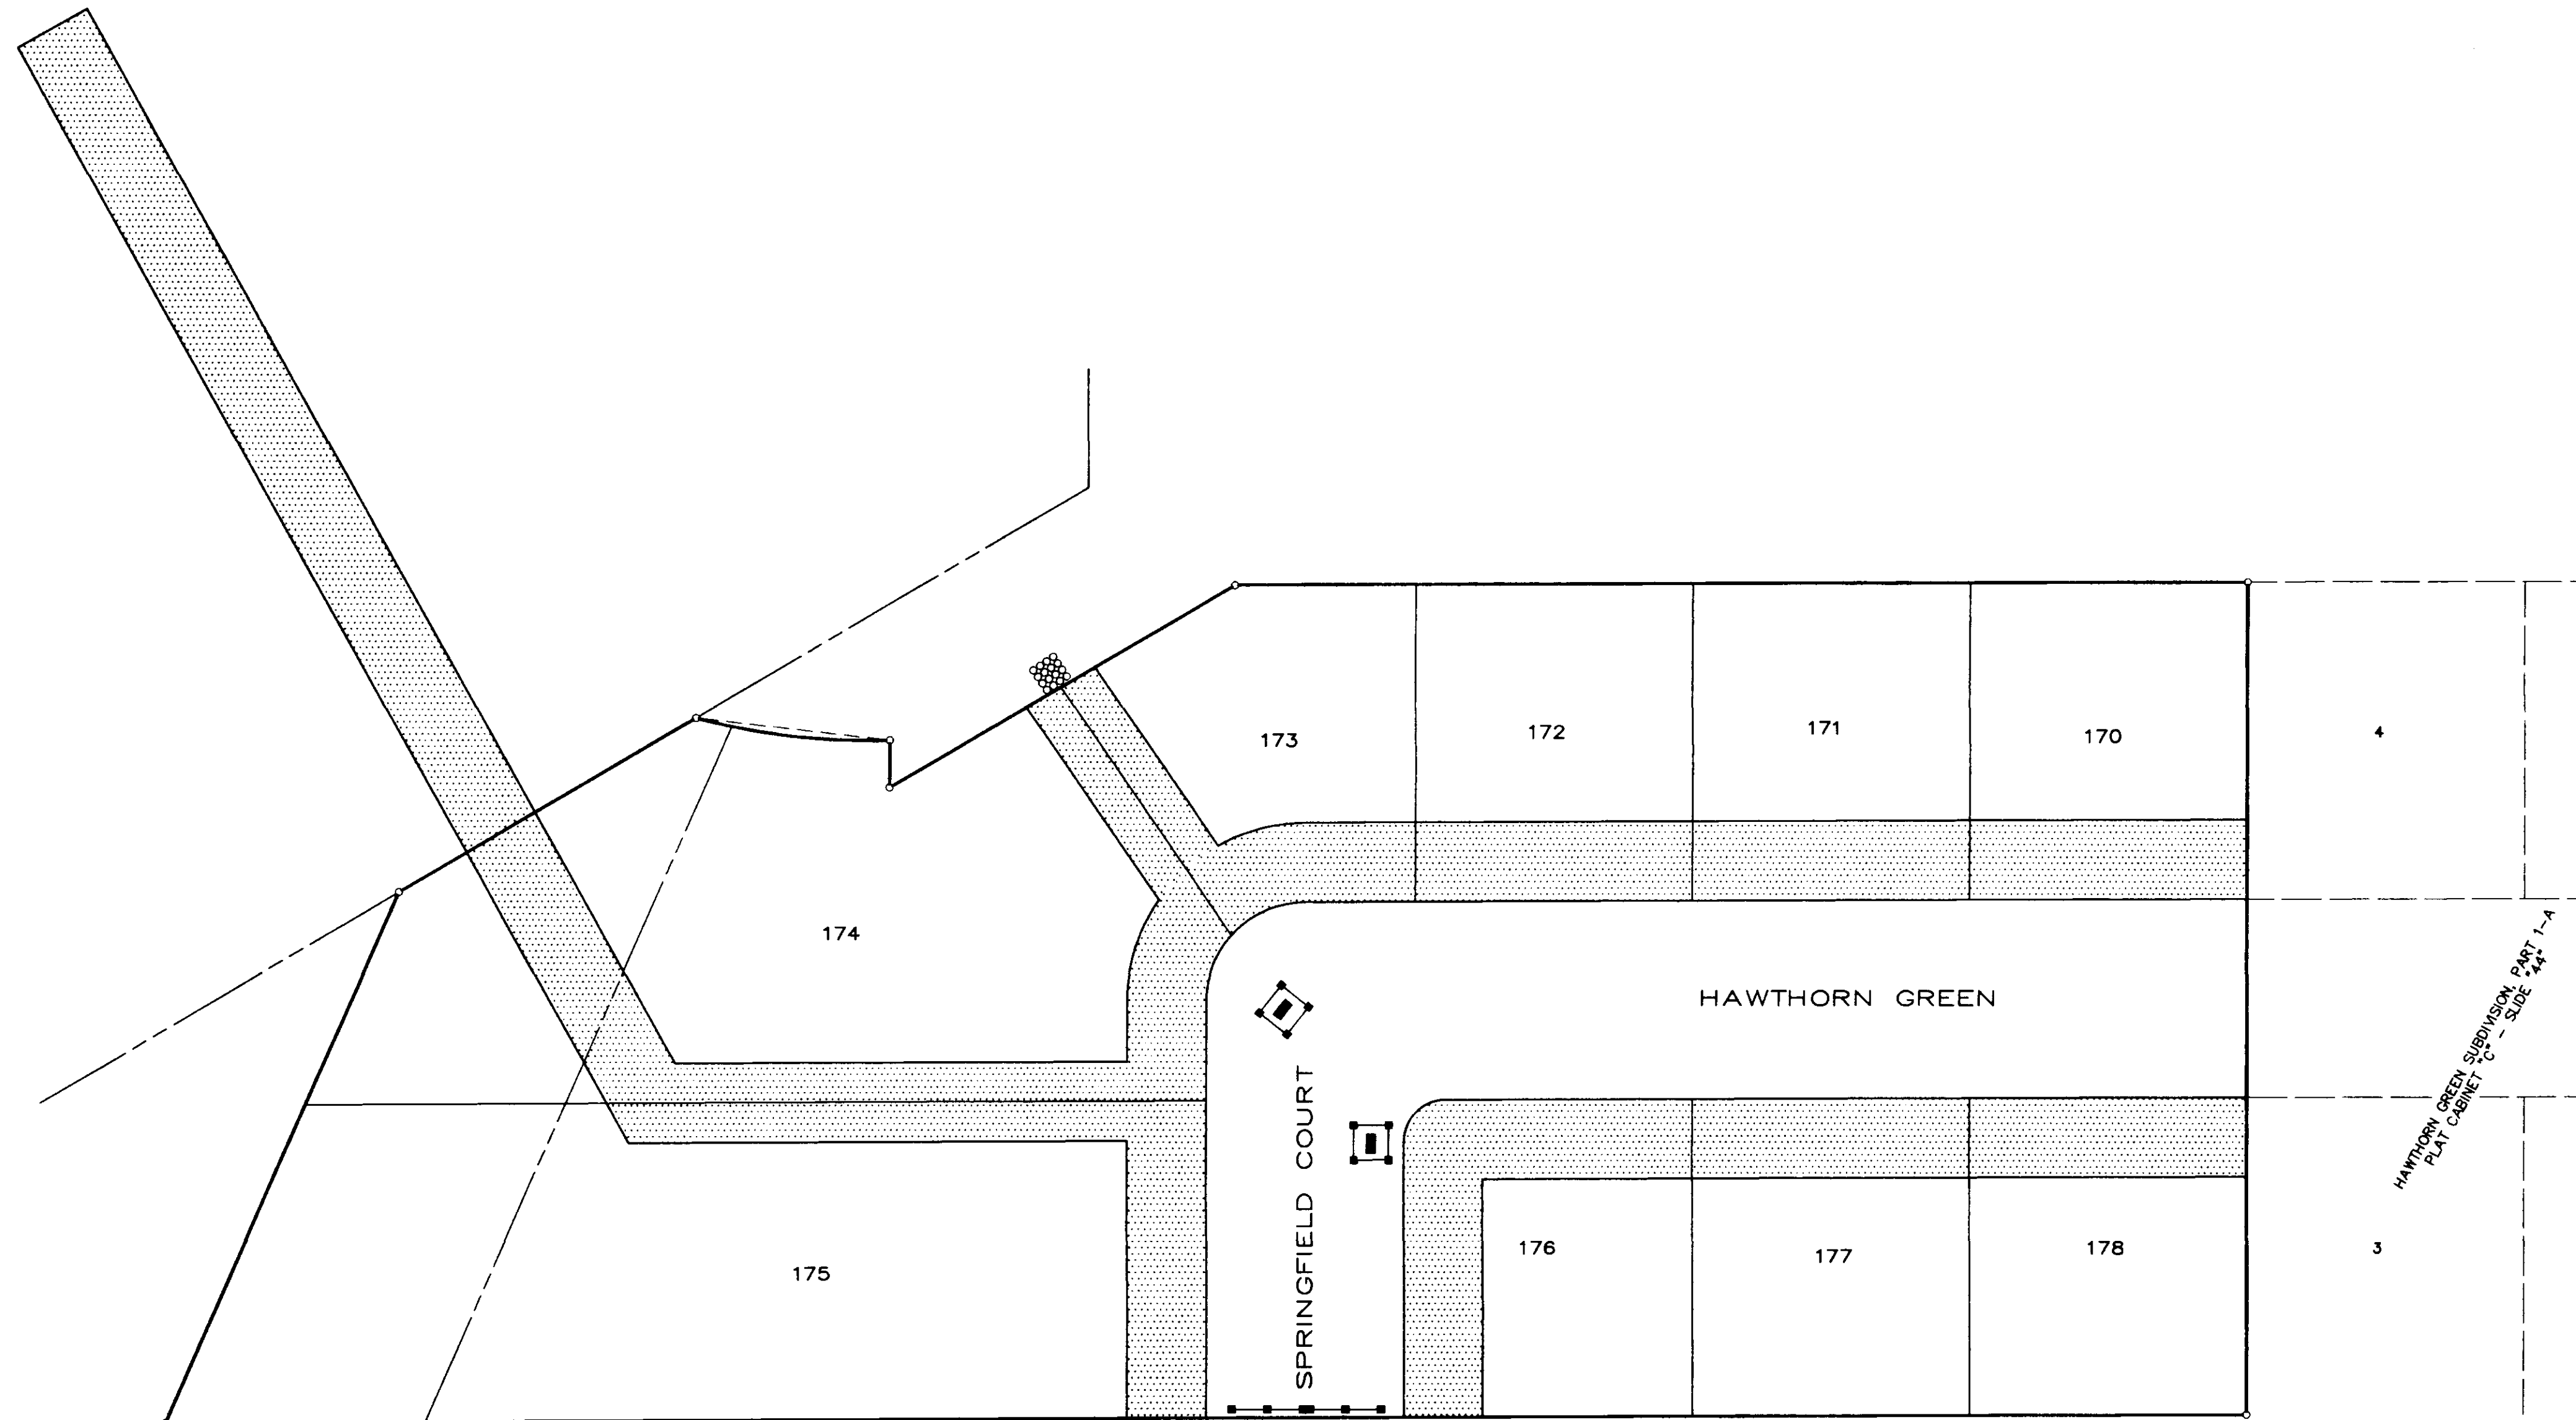 173
172
171
170
4
174
HAWTHORN GREEN
HAWTHORN GREEN SUBDIVISION, PART 1-A
PLAT CABINET "C" - SLIDE "44"
SPRINGFIELD COURT
175
176
177
178
3